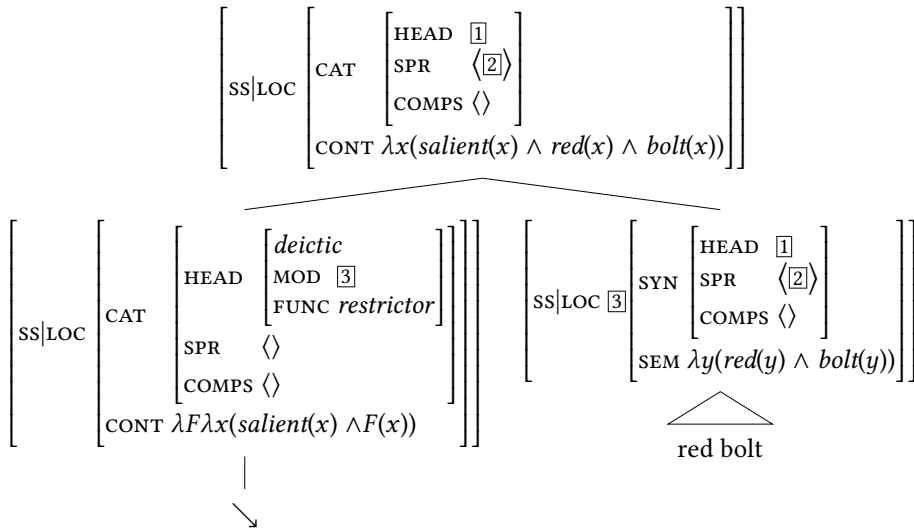 HEAD 1
SPR ⟨2⟩
COMPS ⟨⟩
SS|LOC CAT
CONT λx(salient(x) ∧ red(x) ∧ bolt(x))
deictic
MOD 3
FUNC restrictor
HEAD
SPR ⟨⟩
COMPS ⟨⟩
SS|LOC CAT
CONT λFλx(salient(x) ∧F(x))
↘
HEAD 1
SPR ⟨2⟩
COMPS ⟨⟩
SS|LOC 3 SYN
SEM λy(red(y) ∧ bolt(y))
red bolt